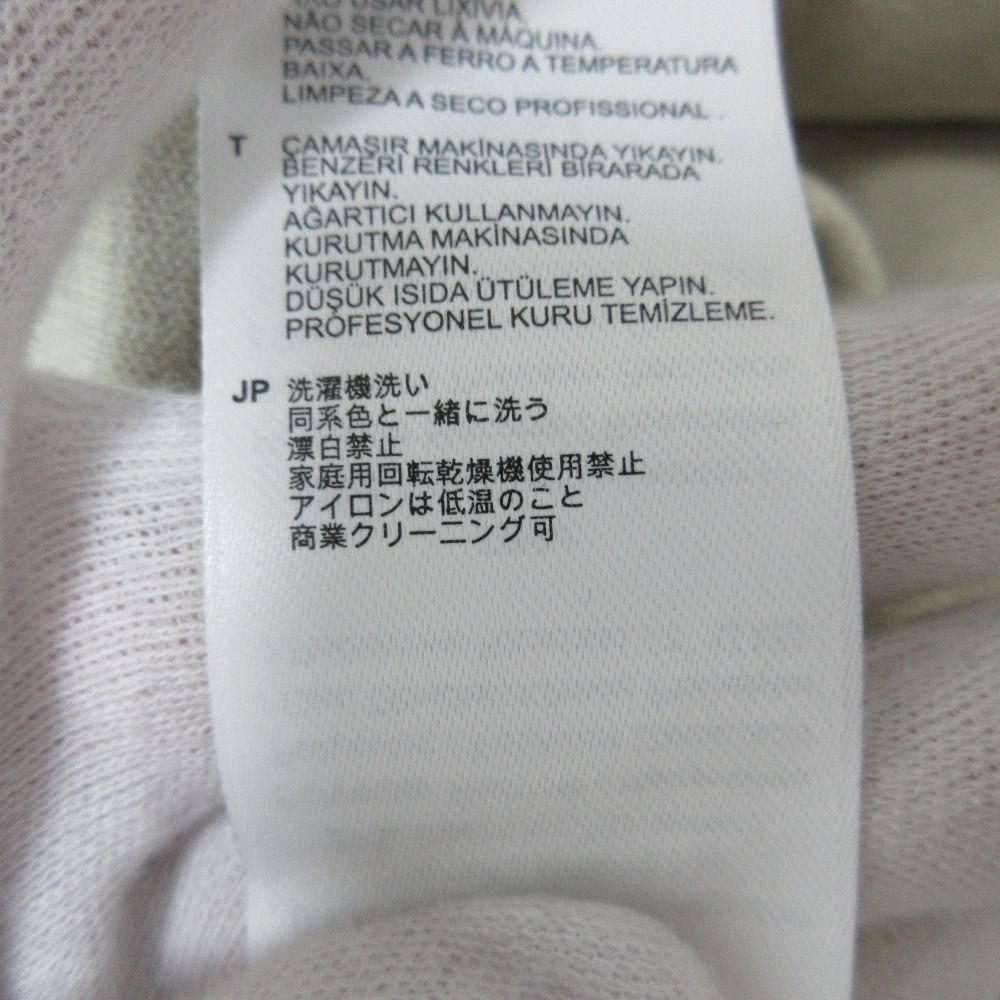 USAR LIXÍVIA.
NÃO SECAR À MÁQUINA.
PASSAR A FERRO A TEMPERATURA
BAIXA.
LIMPEZA A SECO PROFISSIONAL .
T ÇAMAŞIR MAKİNASINDA YIKAYIN.
BENZERİ RENKLERİ BİRARADA
YIKAYIN.
AĞARTICI KULLANMAYIN.
KURUTMA MAKİNASINDA
KURUTMAYIN.
DÜŞÜK ISIDA ÜTÜLEME YAPIN.
PROFESYONEL KURU TEMİZLEME.
JP 洗濯機洗い
同系色と一緒に洗う
漂白禁止
家庭用回転乾燥機使用禁止
アイロンは低温のこと
商業クリーニング可